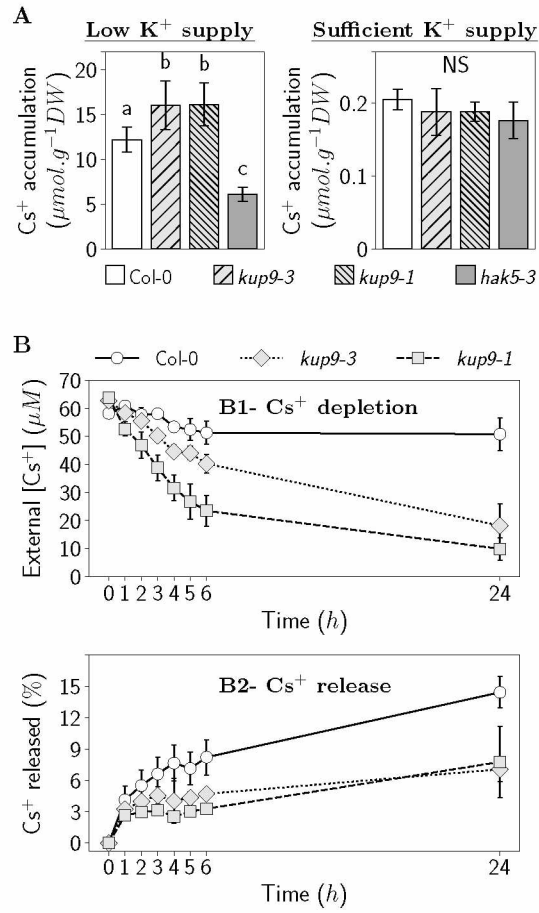 A
Low K⁺ supply
Sufficient K⁺ supply
Cs⁺ accumulation
(μmol.g⁻¹DW)
20
15
10
5
0
a
b
b
c
Cs⁺ accumulation
(μmol.g⁻¹DW)
0.2
0.1
0
NS
Col-0
kup9-3
kup9-1
hak5-3
B
Col-0
kup9-3
kup9-1
B1- Cs⁺ depletion
External [Cs⁺] (μM)
70
60
50
40
30
20
10
0
0 1 2 3 4 5 6 24
Time (h)
B2- Cs⁺ release
Cs⁺ released (%)
15
12
9
6
3
0
0 1 2 3 4 5 6 24
Time (h)